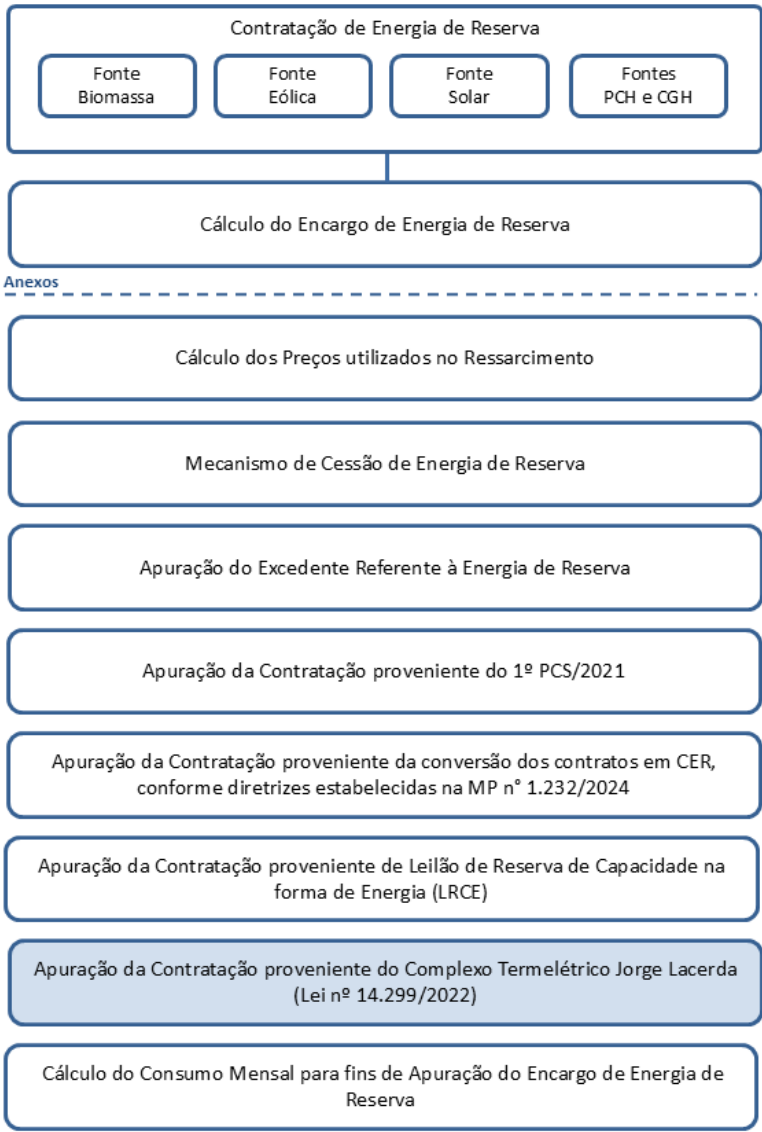 Contratação de Energia de Reserva
Fonte
Biomassa
Fonte
Eólica
Fonte
Solar
Fontes
PCH e CGH
Cálculo do Encargo de Energia de Reserva
Anexos
Cálculo dos Preços utilizados no Ressarcimento
Mecanismo de Cessão de Energia de Reserva
Apuração do Excedente Referente à Energia de Reserva
Apuração da Contratação proveniente do 1º PCS/2021
Apuração da Contratação proveniente da conversão dos contratos em CER,
conforme diretrizes estabelecidas na MP n° 1.232/2024
Apuração da Contratação proveniente de Leilão de Reserva de Capacidade na
forma de Energia (LRCE)
Apuração da Contratação proveniente do Complexo Termelétrico Jorge Lacerda
(Lei nº 14.299/2022)
Cálculo do Consumo Mensal para fins de Apuração do Encargo de Energia de
Reserva